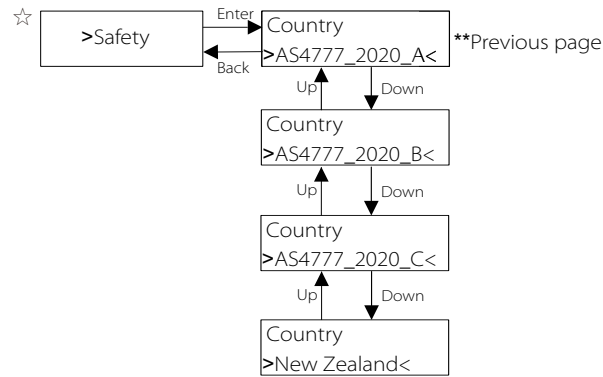 ☆
>Safety
Enter
Back
Country
>AS4777_2020_A<
**Previous page
Up
Down
Country
>AS4777_2020_B<
Up
Down
Country
>AS4777_2020_C<
Up
Down
Country
>New Zealand<